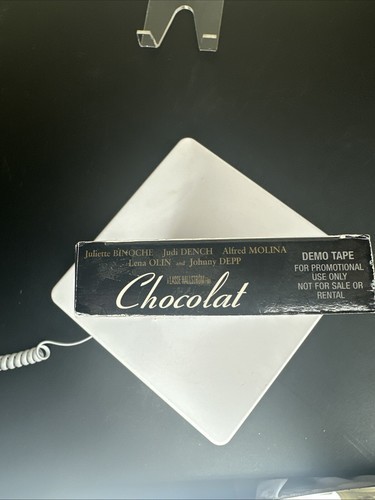 Juliette BINOCHE Judi DENCH Alfred MOLINA
Lena OLIN and Johnny DEPP
Chocolat
DEMO TAPE
FOR PROMOTIONAL
USE ONLY
NOT FOR SALE OR
RENTAL